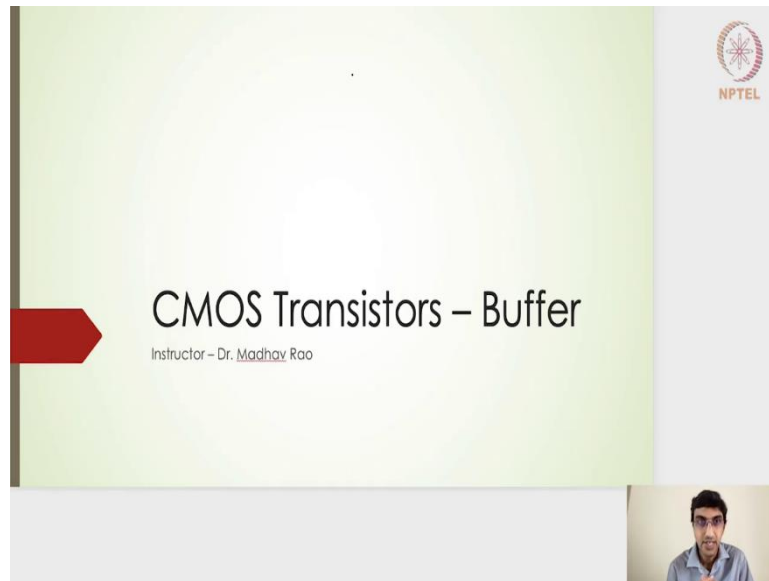 NPTEL
CMOS Transistors – Buffer
Instructor – Dr. Madhav Rao